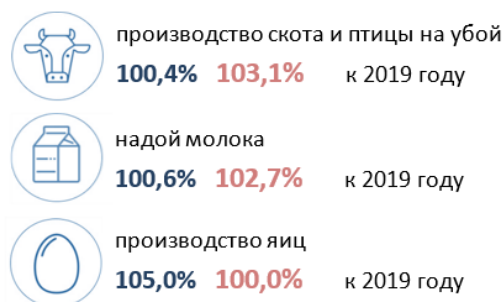 производство скота и птицы на убой
100,4% 103,1% к 2019 году
надой молока
100,6% 102,7% к 2019 году
производство яиц
105,0% 100,0% к 2019 году